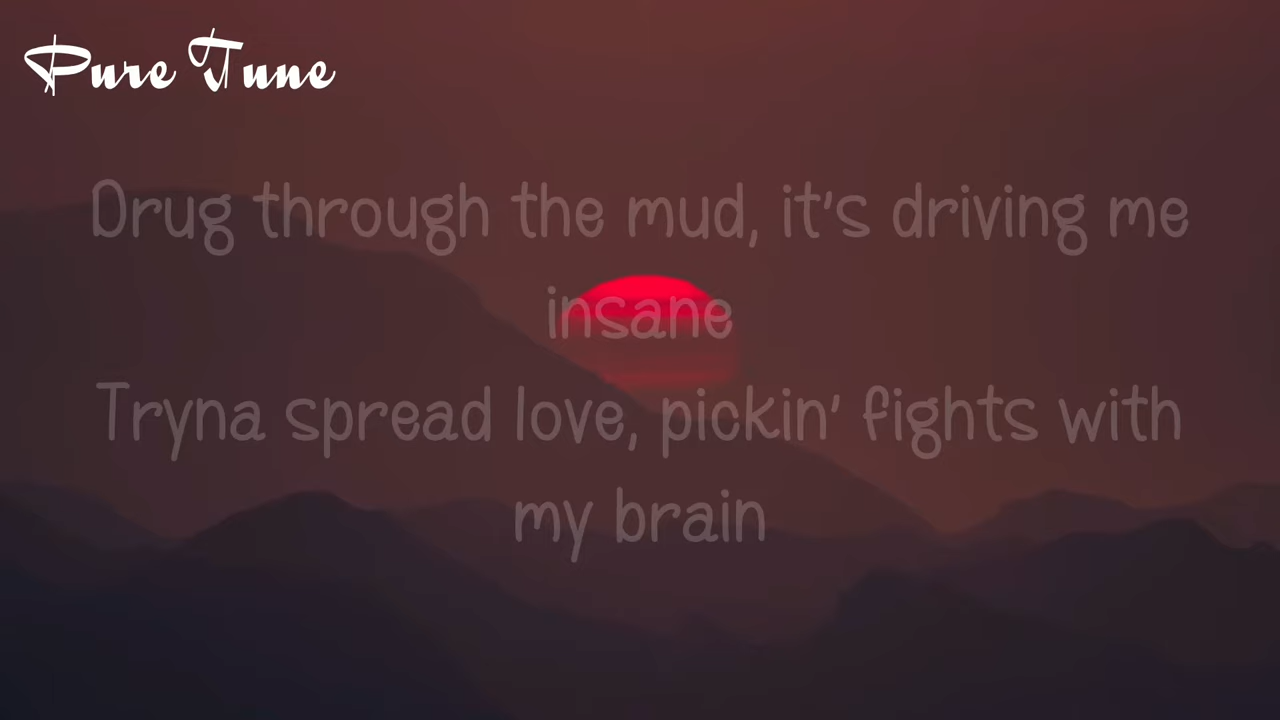 Pure Tune
Drug through the mud, it's driving me
insane
Tryna spread love, pickin' fights with
my brain